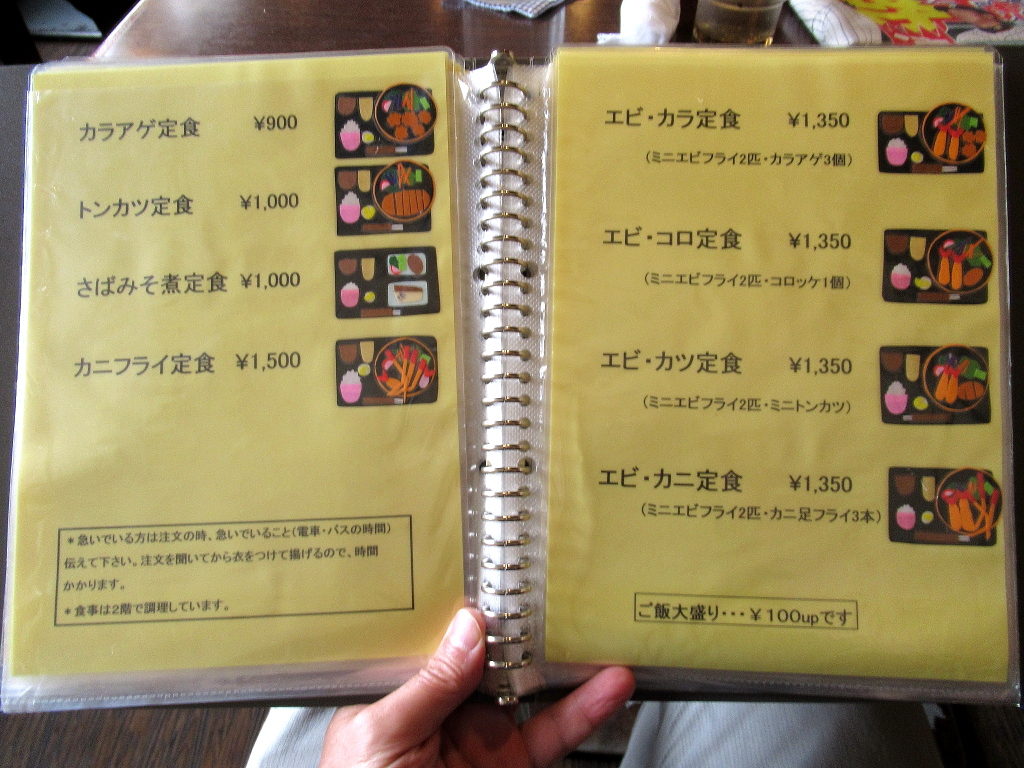 カラアゲ定食 ¥900
トンカツ定食 ¥1,000
さばみそ煮定食 ¥1,000
カニフライ定食 ¥1,500
*急いでいる方は注文の時、急いでいること(電車・バスの時間)
伝えて下さい。注文を聞いてから衣をつけて揚げるので、時間
かかります。
*食事は2階で調理しています。
エビ・カラ定食 ¥1,350
(ミニエビフライ2匹・カラアゲ3個)
エビ・コロ定食 ¥1,350
(ミニエビフライ2匹・コロッケ1個)
エビ・カツ定食 ¥1,350
(ミニエビフライ2匹・ミニトンカツ)
エビ・カニ定食 ¥1,350
(ミニエビフライ2匹・カニ足フライ3本)
ご飯大盛り・・・¥100upです